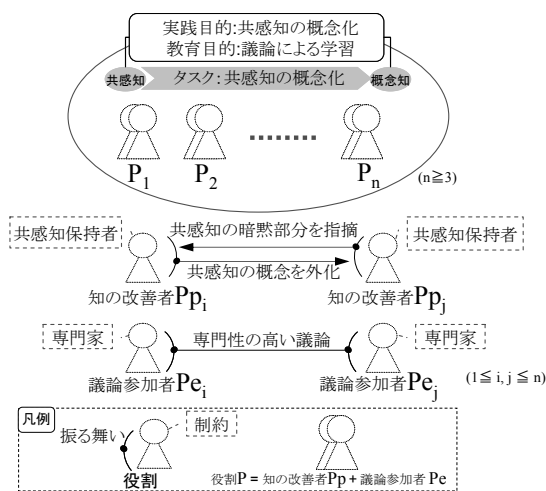 実践目的:共感知の概念化
教育目的:議論による学習
共感知 タスク:共感知の概念化 概念知
P1 P2 Pn
(n≧3)
共感知の暗黙部分を指摘
共感知保持者 共感知保持者
共感知の概念を外化
知の改善者Ppi 知の改善者Ppj
専門家 専門性の高い議論 専門家
議論参加者Pei 議論参加者Pej
(1≦ i, j ≦ n)
凡例
振る舞い 制約
役割 役割P = 知の改善者Pp + 議論参加者 Pe